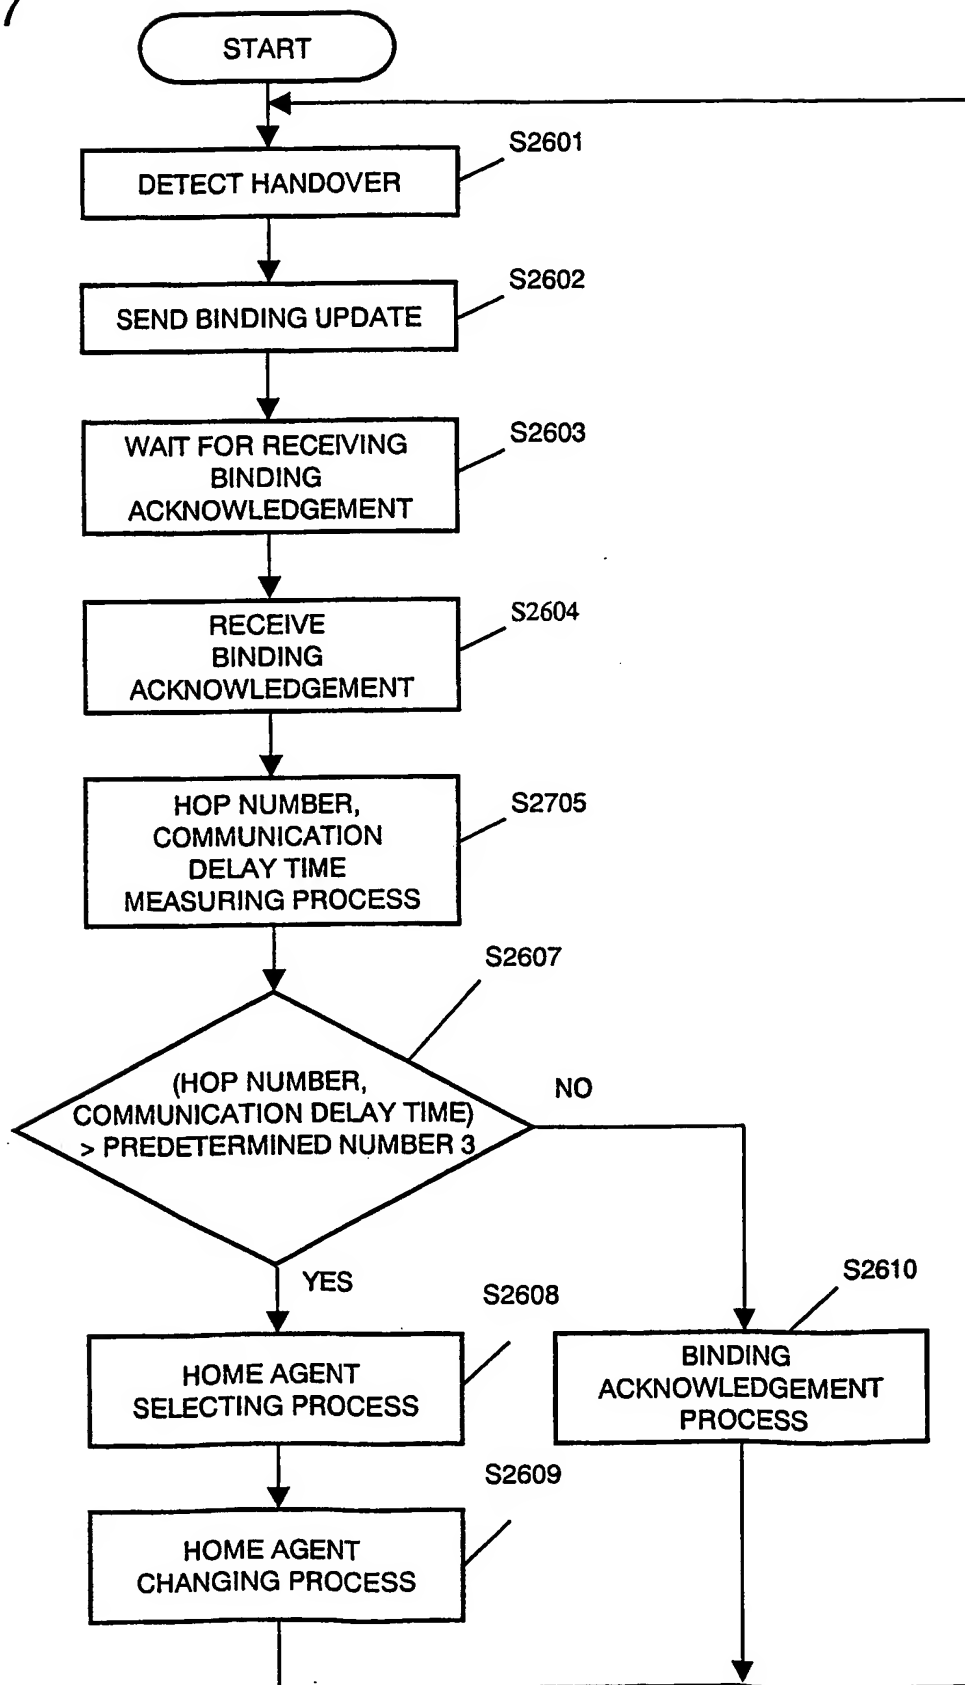 7
START
S2601
DETECT HANDOVER
S2602
SEND BINDING UPDATE
S2603
WAIT FOR RECEIVING
BINDING
ACKNOWLEDGEMENT
S2604
RECEIVE
BINDING
ACKNOWLEDGEMENT
S2705
HOP NUMBER,
COMMUNICATION
DELAY TIME
MEASURING PROCESS
S2607
(HOP NUMBER,
COMMUNICATION DELAY TIME)
> PREDETERMINED NUMBER 3
NO
YES
S2610
BINDING
ACKNOWLEDGEMENT
PROCESS
S2608
HOME AGENT
SELECTING PROCESS
S2609
HOME AGENT
CHANGING PROCESS